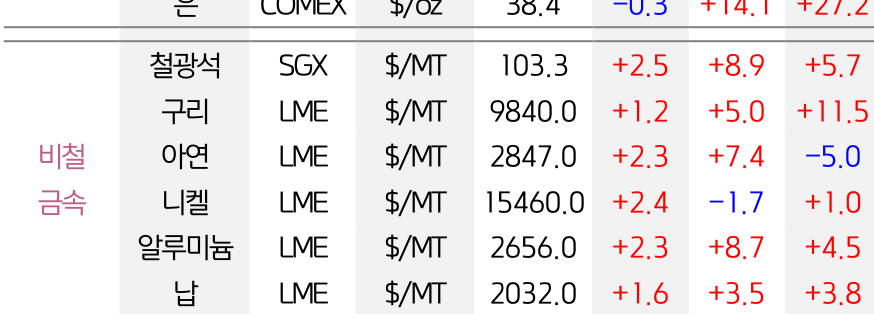 은 COMEX $/oz 38.4 -0.3 +14.1 +27.2
철광석 SGX $/MT 103.3 +2.5 +8.9 +5.7
구리 LME $/MT 9840.0 +1.2 +5.0 +11.5
비철 아연 LME $/MT 2847.0 +2.3 +7.4 -5.0
금속 니켈 LME $/MT 15460.0 +2.4 -1.7 +1.0
알루미늄 LME $/MT 2656.0 +2.3 +8.7 +4.5
납 LME $/MT 2032.0 +1.6 +3.5 +3.8